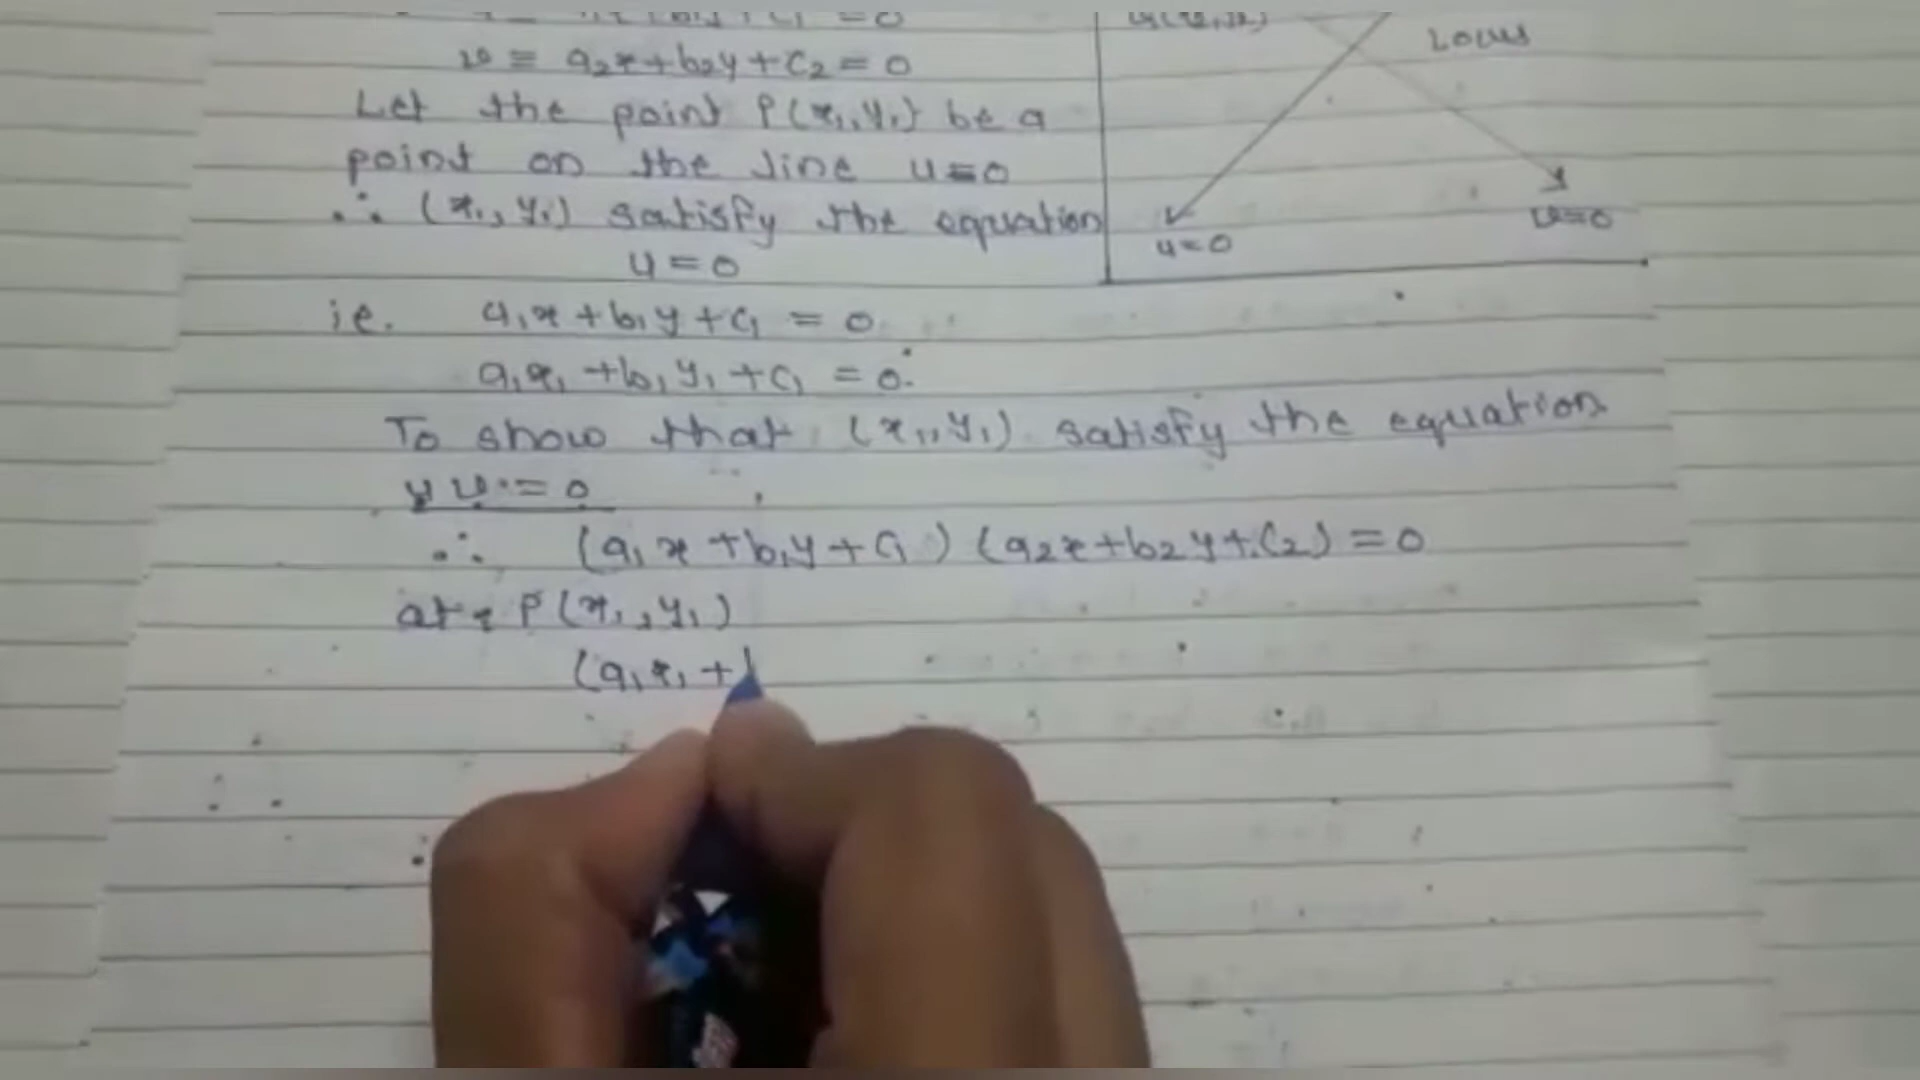 = 0
v ≡ a₂x+b₂y+c₂=0
Let the point P(x₁,y₁) be a
point on the line u=0
∴ (x₁, y₁) satisfy the equation
u=0
ie. a₁x+b₁y+c₁ = 0
a₁x₁+b₁y₁+c₁ = 0.
To show that (x₁,y₁) satisfy the equation
uv=0
∴ (a₁x+b₁y+c₁) (a₂x+b₂y+c₂)=0
at P(x₁,y₁)
(a₁x₁+
Locus
u=0
v=0